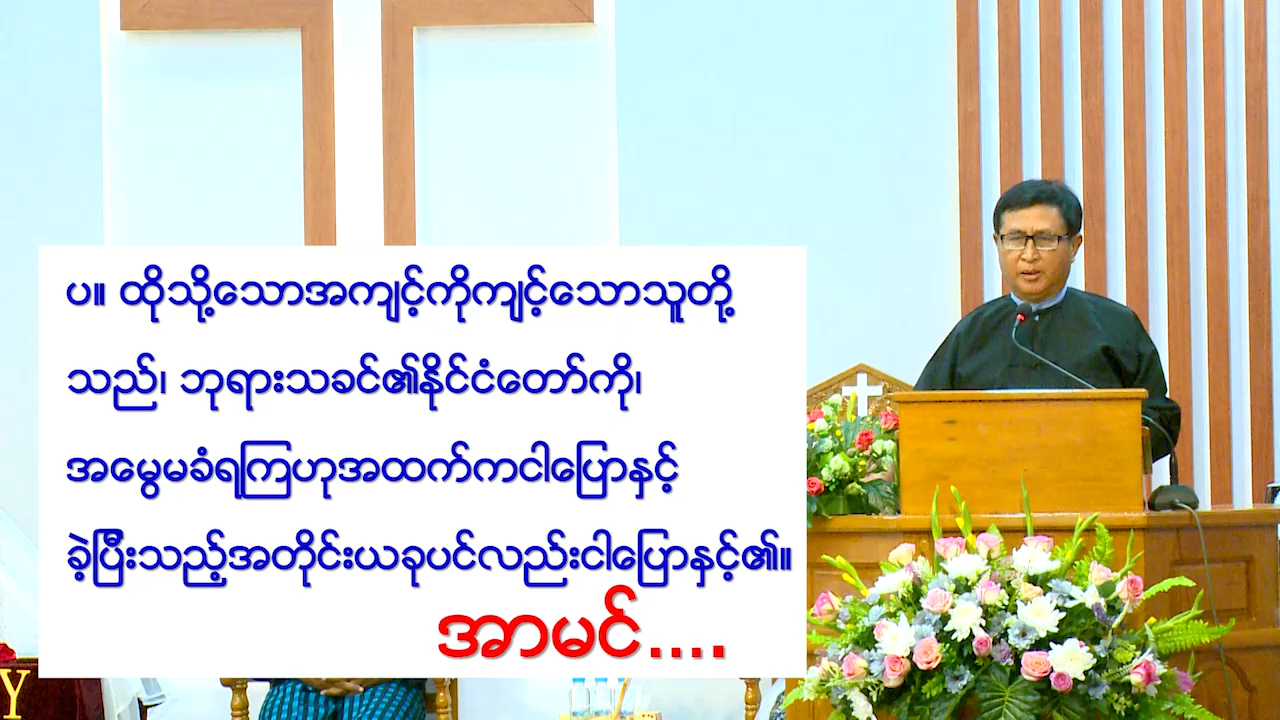 ပ။ ထိုသို့သောအကျင့်ကိုကျင့်သောသူတို့
သည်၊ ဘုရားသခင်၏နိုင်ငံတော်ကို၊
အမွေမခံရကြဟုအထက်ကငါပြောနှင့်
ခဲ့ပြီးသည့်အတိုင်းယခုပင်လည်းငါပြောနှင့်၏။
အာမင်....
Y